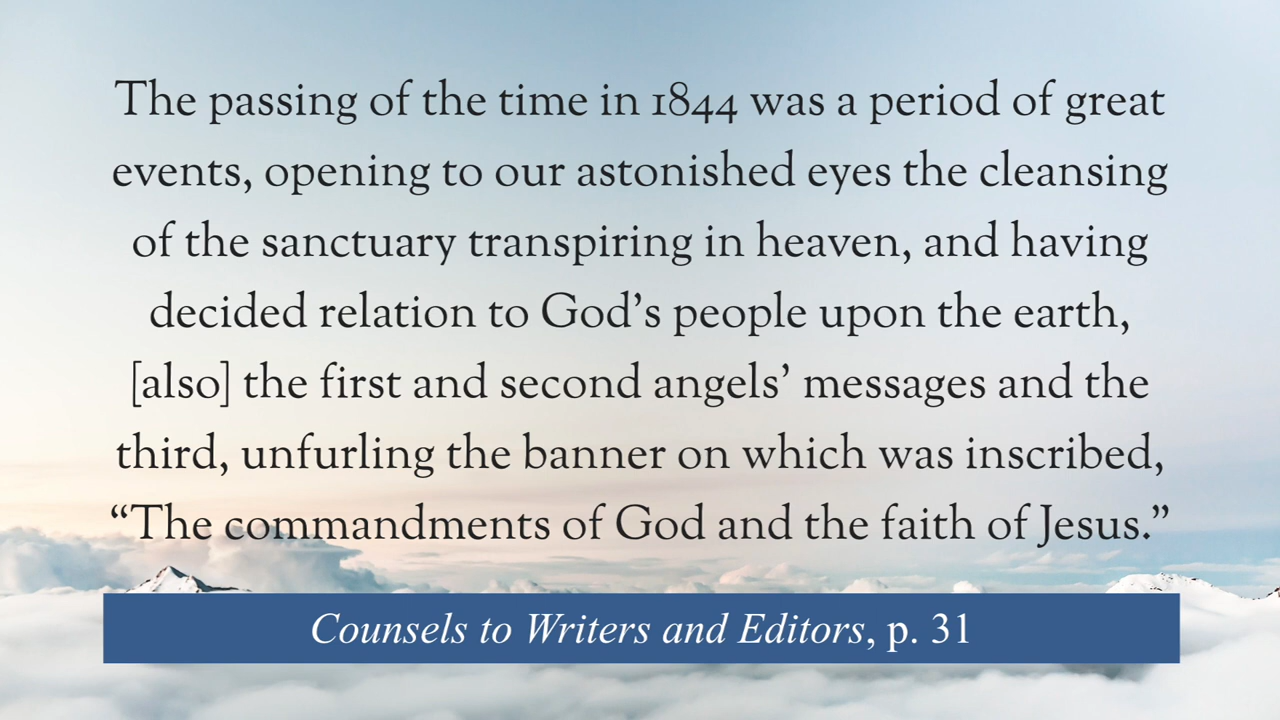 The passing of the time in 1844 was a period of great
events, opening to our astonished eyes the cleansing
of the sanctuary transpiring in heaven, and having
decided relation to God’s people upon the earth,
[also] the first and second angels’ messages and the
third, unfurling the banner on which was inscribed,
“The commandments of God and the faith of Jesus.”
Counsels to Writers and Editors, p. 31